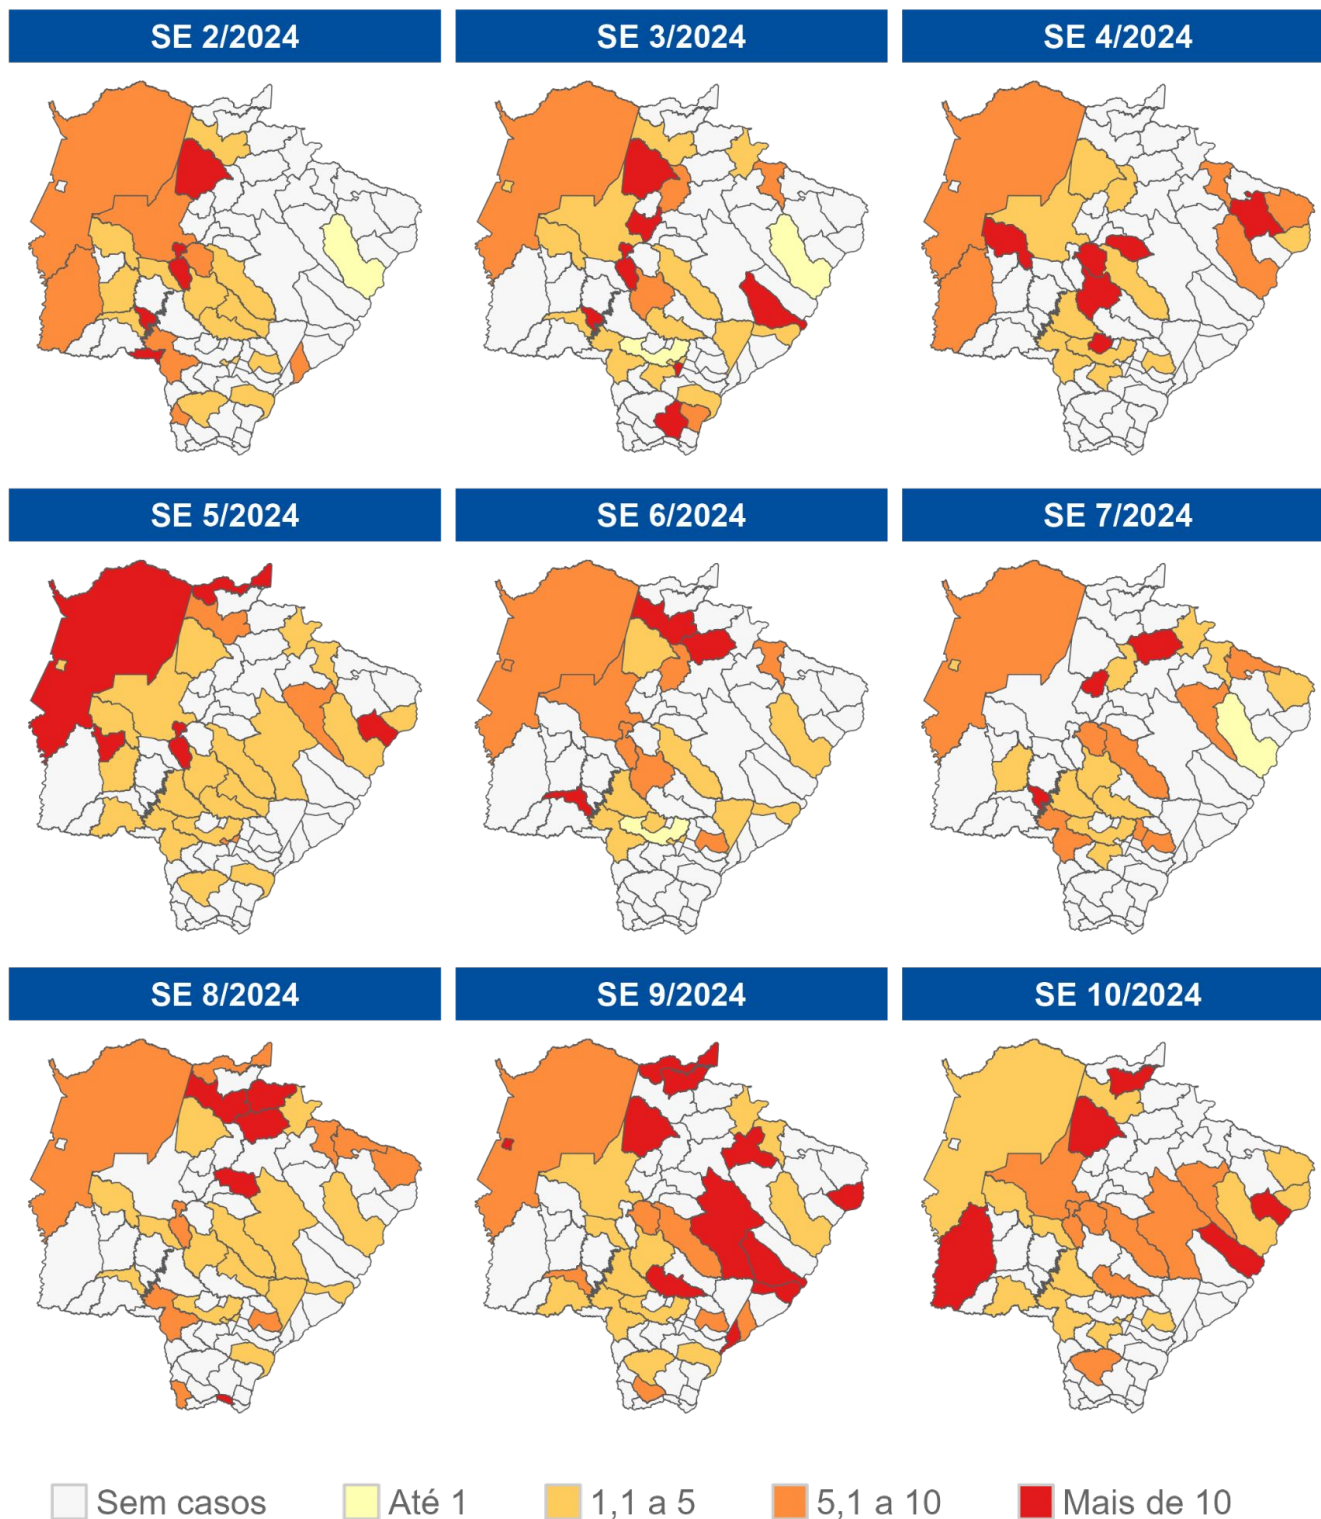 SE 2/2024
SE 3/2024
SE 4/2024
SE 5/2024
SE 6/2024
SE 7/2024
SE 8/2024
SE 9/2024
SE 10/2024
Sem casos
Até 1
1,1 a 5
5,1 a 10
Mais de 10